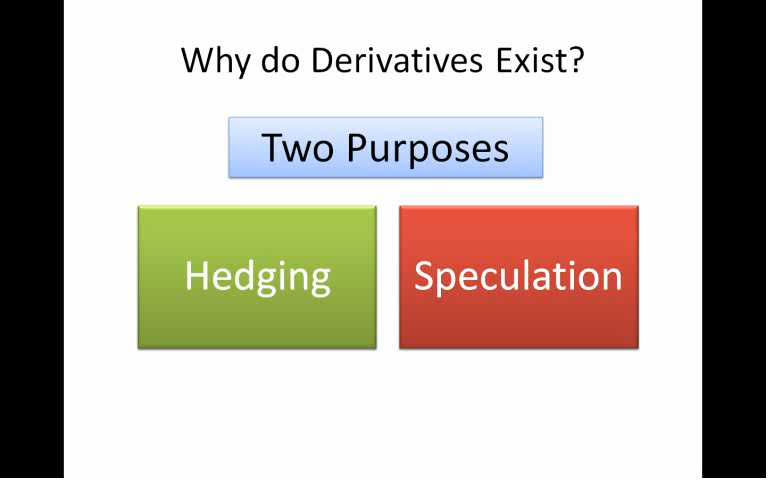 Why do Derivatives Exist?
Two Purposes
Hedging
Speculation